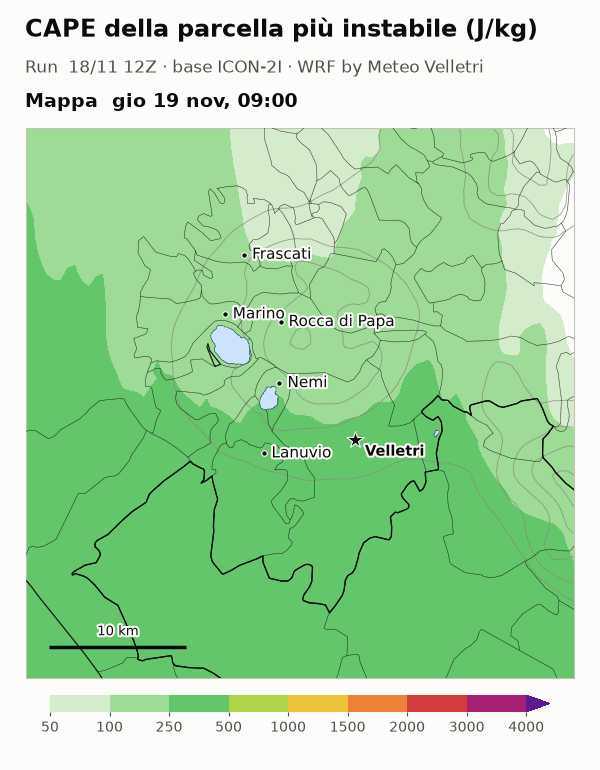 CAPE della parcella più instabile (J/kg)
Run  18/11 12Z · base ICON-2I · WRF by Meteo Velletri
Mappa  gio 19 nov, 09:00
Frascati
Marino
Rocca di Papa
Nemi
Velletri
Lanuvio
10 km
50 100 250 500 1000 1500 2000 3000 4000